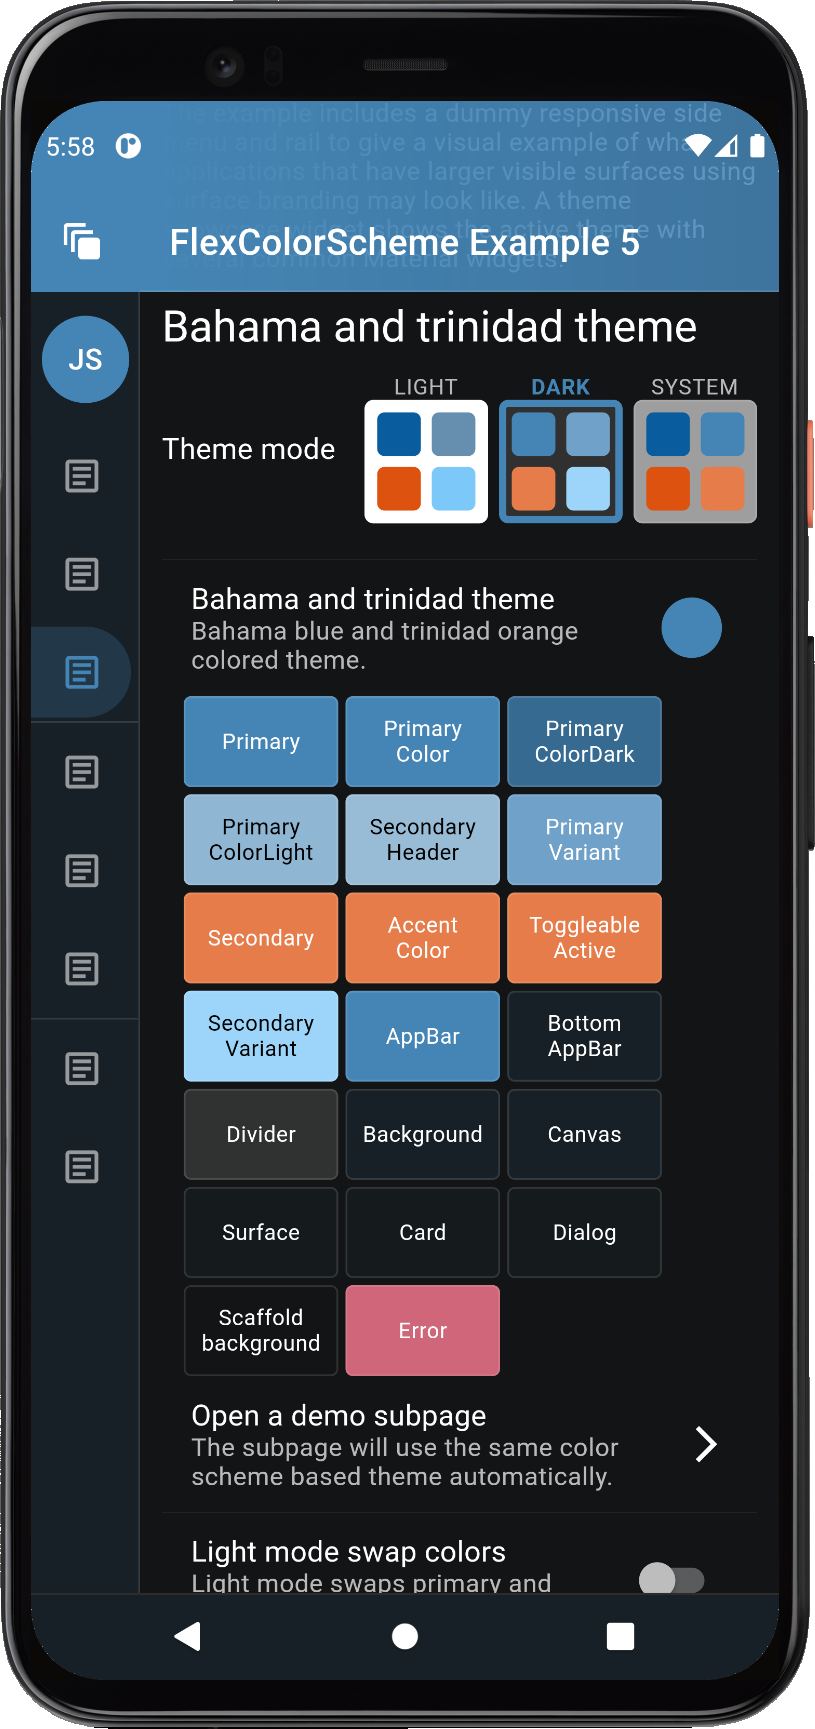 The example includes a dummy responsive side
menu and rail to give a visual example of what
applications that have larger visible surfaces using
surface branding may look like. A theme
widget shows the active theme with
several common Material widgets.
5:58
FlexColorScheme Example 5
JS
Bahama and trinidad theme
LIGHT DARK SYSTEM
Theme mode
Bahama and trinidad theme
Bahama blue and trinidad orange
colored theme.
Primary
Primary
Color
Primary
ColorDark
Primary
ColorLight
Secondary
Header
Primary
Variant
Secondary
Accent
Color
Toggleable
Active
Secondary
Variant
AppBar
Bottom
AppBar
Divider
Background
Canvas
Surface
Card
Dialog
Scaffold
background
Error
Open a demo subpage
The subpage will use the same color
scheme based theme automatically.
Light mode swap colors
Light mode swaps primary and